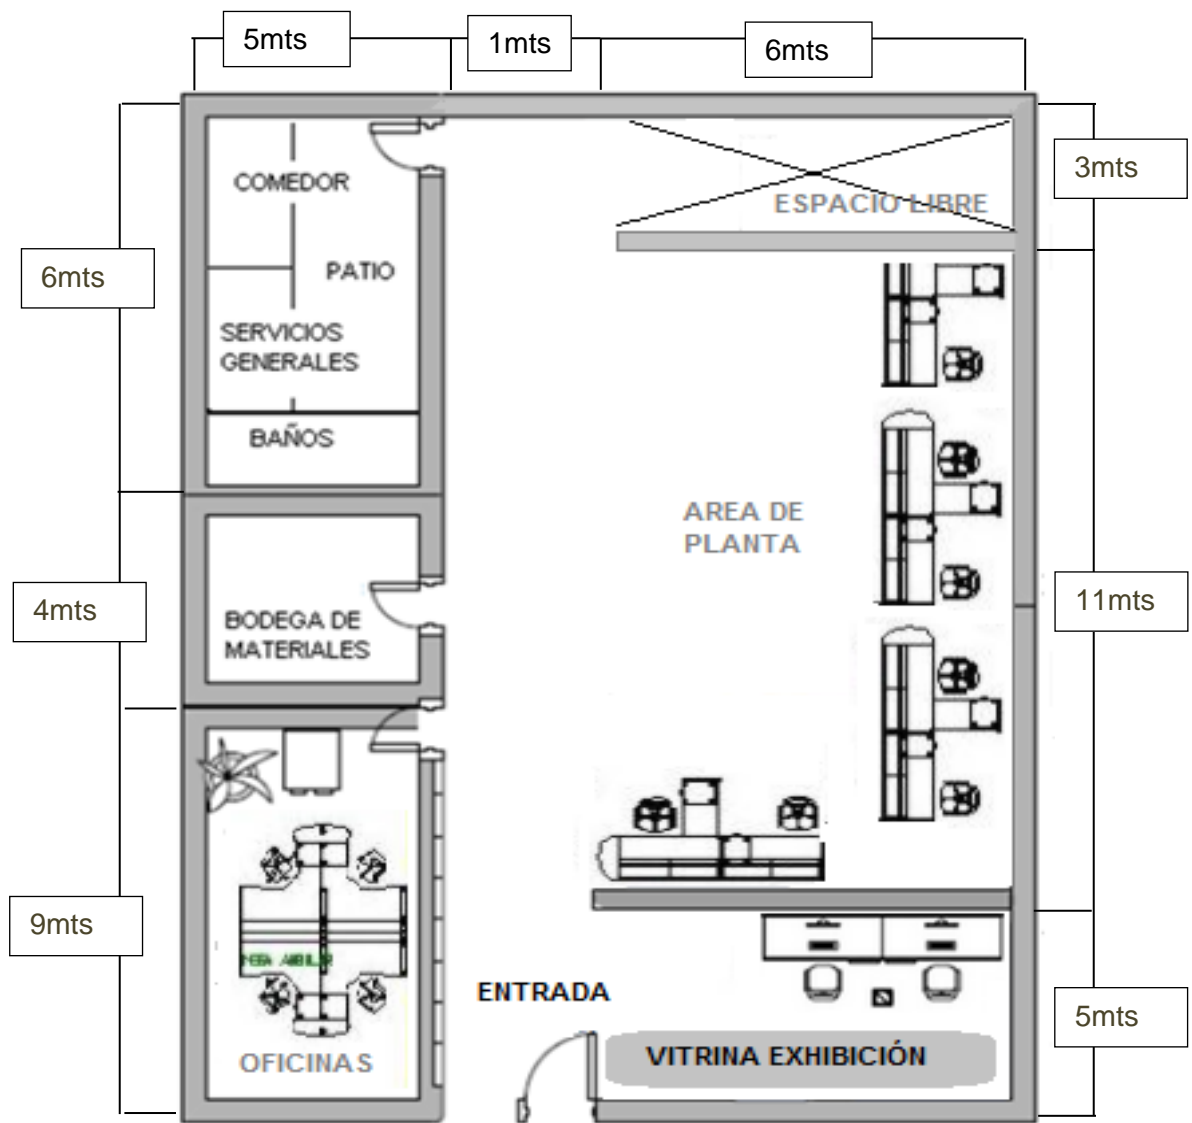 5mts
1mts
6mts
3mts
6mts
COMEDOR
ESPACIO LIBRE
PATIO
SERVICIOS
GENERALES
BAÑOS
AREA DE
PLANTA
4mts
11mts
BODEGA DE
MATERIALES
9mts
ENTRADA
5mts
VITRINA EXHIBICIÓN
OFICINAS